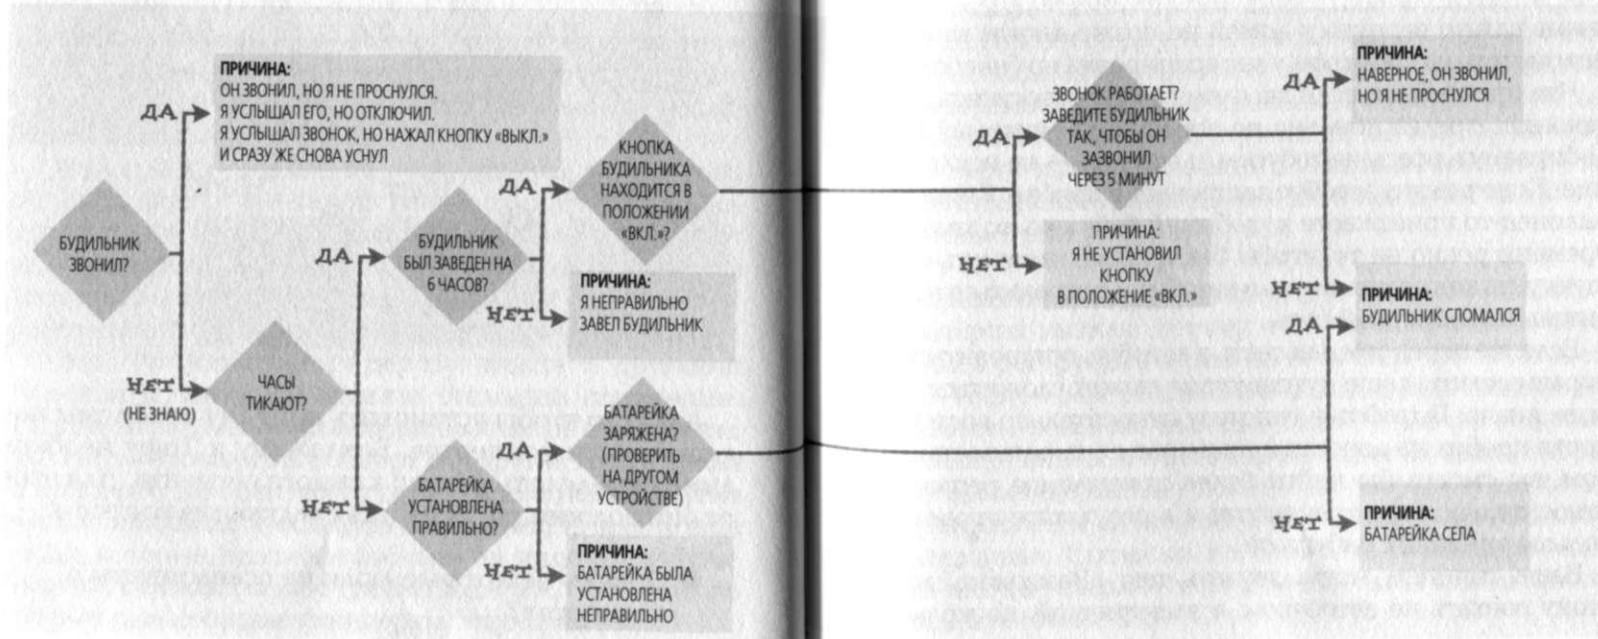 БУДИЛЬНИК
ЗВОНИЛ?
ДА
ПРИЧИНА:
ОН ЗВОНИЛ, НО Я НЕ ПРОСНУЛСЯ.
Я УСЛЫШАЛ ЕГО, НО ОТКЛЮЧИЛ.
Я УСЛЫШАЛ ЗВОНОК, НО НАЖАЛ КНОПКУ «ВЫКЛ.»
И СРАЗУ ЖЕ СНОВА УСНУЛ
НЕТ
(НЕ ЗНАЮ)
ЧАСЫ
ТИКАЮТ?
ДА
БУДИЛЬНИК
БЫЛ ЗАВЕДЕН НА
6 ЧАСОВ?
ДА
КНОПКА
БУДИЛЬНИКА
НАХОДИТСЯ В
ПОЛОЖЕНИИ
«ВКЛ.»?
НЕТ
ПРИЧИНА:
Я НЕПРАВИЛЬНО
ЗАВЕЛ БУДИЛЬНИК
НЕТ
БАТАРЕЙКА
УСТАНОВЛЕНА
ПРАВИЛЬНО?
ДА
БАТАРЕЙКА
ЗАРЯЖЕНА?
(ПРОВЕРИТЬ
НА ДРУГОМ
УСТРОЙСТВЕ)
НЕТ
ПРИЧИНА:
БАТАРЕЙКА БЫЛА
УСТАНОВЛЕНА
НЕПРАВИЛЬНО
ДА
ЗВОНОК РАБОТАЕТ?
ЗАВЕДИТЕ БУДИЛЬНИК
ТАК, ЧТОБЫ ОН
ЗАЗВОНИЛ
ЧЕРЕЗ 5 МИНУТ
НЕТ
ПРИЧИНА:
Я НЕ УСТАНОВИЛ
КНОПКУ
В ПОЛОЖЕНИЕ «ВКЛ.»
ДА
ПРИЧИНА:
НАВЕРНОЕ, ОН ЗВОНИЛ,
НО Я НЕ ПРОСНУЛСЯ
НЕТ
ДА
ПРИЧИНА:
БУДИЛЬНИК СЛОМАЛСЯ
НЕТ
ПРИЧИНА:
БАТАРЕЙКА СЕЛА